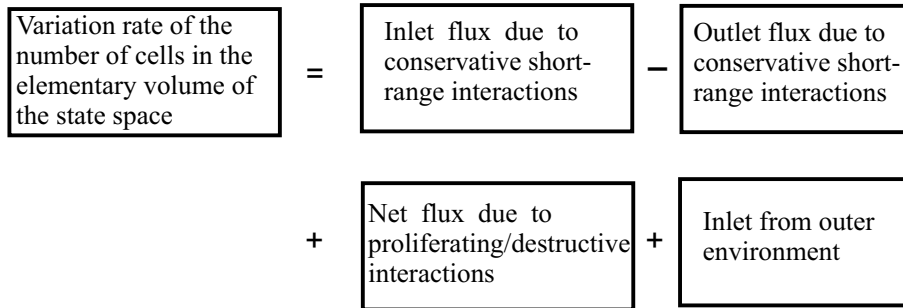 Variation rate of the
number of cells in the
elementary volume of
the state space
=
Inlet flux due to
conservative short-
range interactions
−
Outlet flux due to
conservative short-
range interactions
+
Net flux due to
proliferating/destructive
interactions
+
Inlet from outer
environment